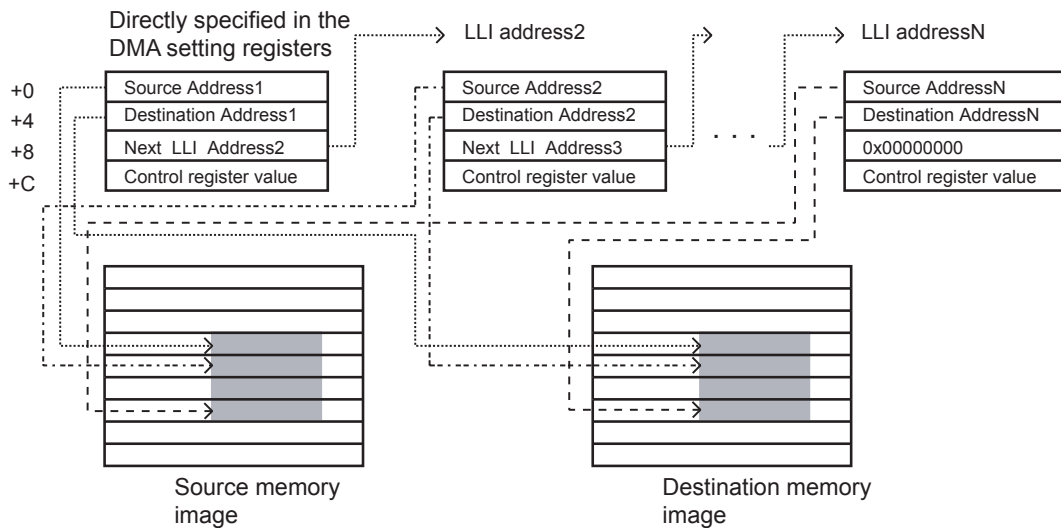 Directly specified in the
DMA setting registers
LLI address2
LLI addressN
+0
Source Address1
Source Address2
Source AddressN
+4
Destination Address1
Destination Address2
Destination AddressN
+8
Next LLI Address2
Next LLI Address3
. . .
0x00000000
+C
Control register value
Control register value
Control register value
Source memory
image
Destination memory
image